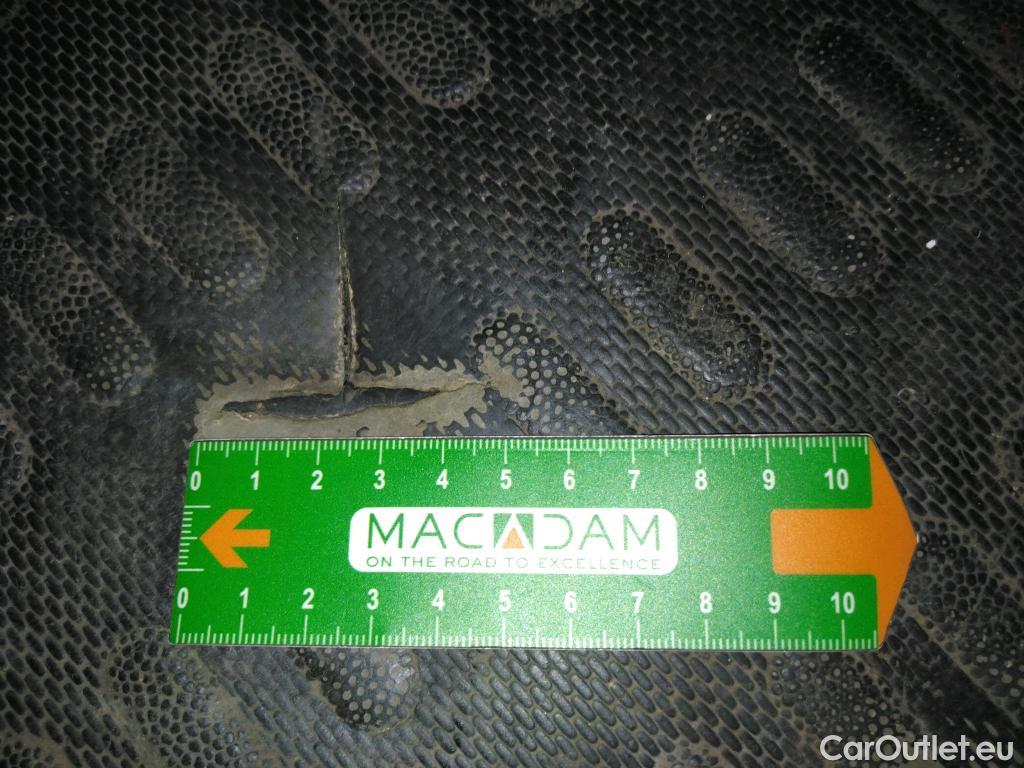 0 1 2 3 4 5 6 7 8 9 10
MACADAM
ON THE ROAD TO EXCELLENCE
0 1 2 3 4 5 6 7 8 9 10
CarOutlet.eu